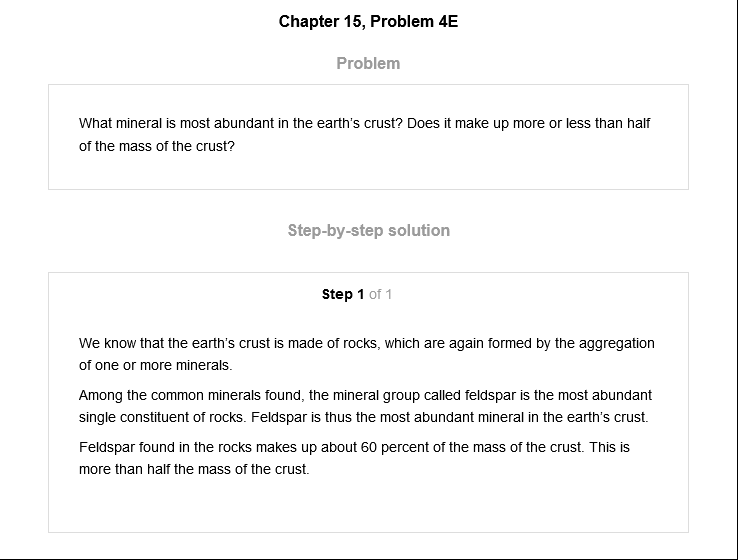 Chapter 15, Problem 4E
Problem
What mineral is most abundant in the earth's crust? Does it make up more or less than half
of the mass of the crust?
Step-by-step solution
Step 1 of 1
We know that the earth's crust is made of rocks, which are again formed by the aggregation
of one or more minerals.
Among the common minerals found, the mineral group called feldspar is the most abundant
single constituent of rocks. Feldspar is thus the most abundant mineral in the earth's crust.
Feldspar found in the rocks makes up about 60 percent of the mass of the crust. This is
more than half the mass of the crust.